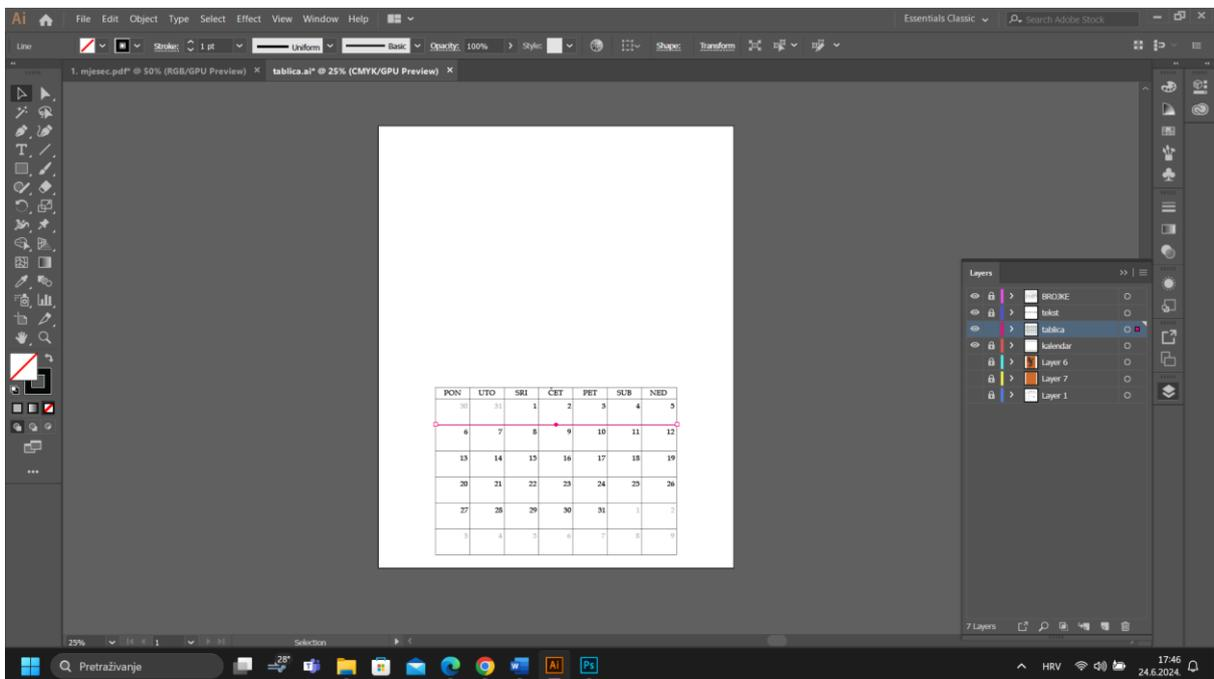 Ai File Edit Object Type Select Effect View Window Help Essentials Classic Search Adobe Stock
Line Stroke: 1 pt Uniform Basic Opacity: 100% Style: Shape: Transform
1. mjesec.pdf* @ 50% (RGB/GPU Preview) × tablica.ai* @ 25% (CMYK/GPU Preview) ×
Layers
BROJKE
tekst
tablica
kalendar
Layer 6
Layer 7
Layer 1
PON UTO SRI ČET PET SUB NED
30 31 1 2 3 4 5
6 7 8 9 10 11 12
13 14 15 16 17 18 19
20 21 22 23 24 25 26
27 28 29 30 31 1 2
3 4 5 6 7 8 9
7 Layers
25% 1 Selection
Pretraživanje 28° Ai Ps HRV 17:46
24.6.2024.